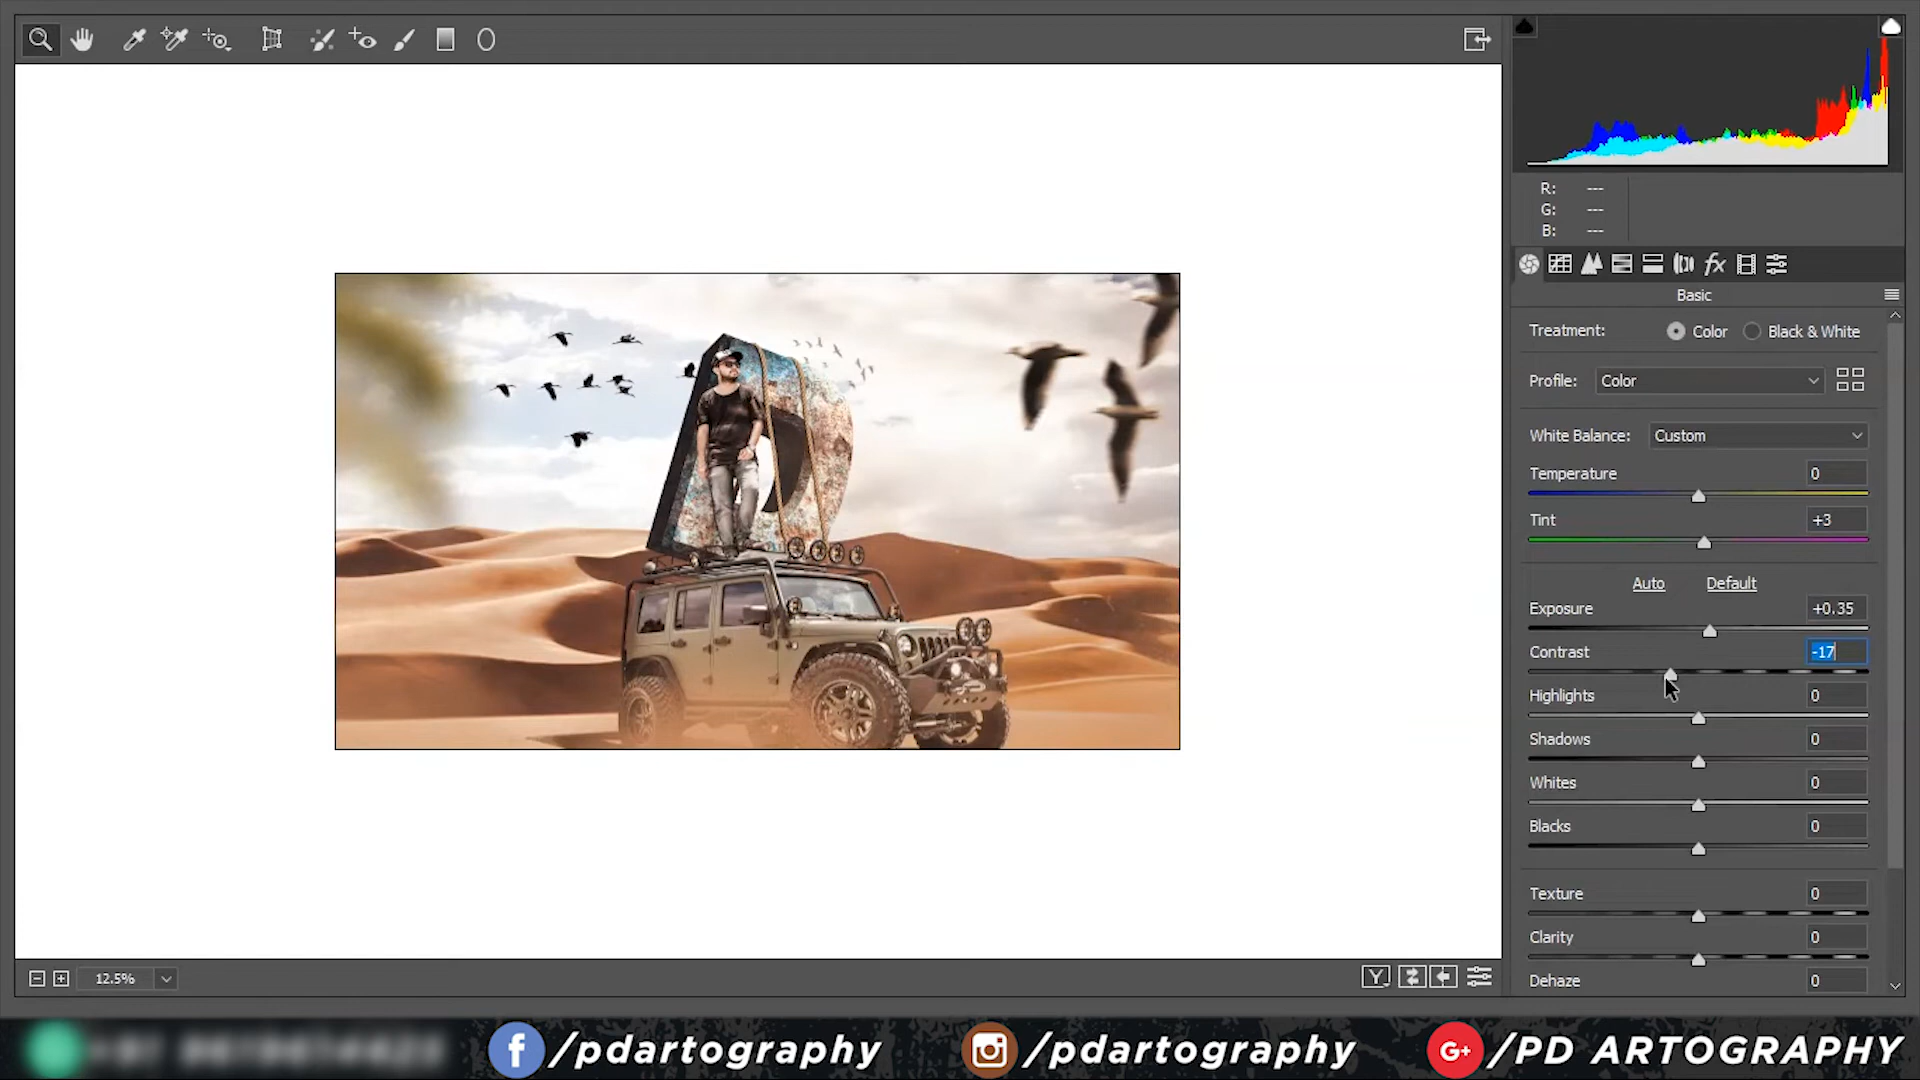 R: ---
G: ---
B: ---
fx
Basic
Treatment: Color Black & White
Profile: Color
White Balance: Custom
Temperature 0
Tint +3
Auto Default
Exposure +0.35
Contrast -17
Highlights 0
Shadows 0
Whites 0
Blacks 0
Texture 0
Clarity 0
Dehaze 0
12.5%
Y
f /pdartography /pdartography G+ /PD ARTOGRAPHY